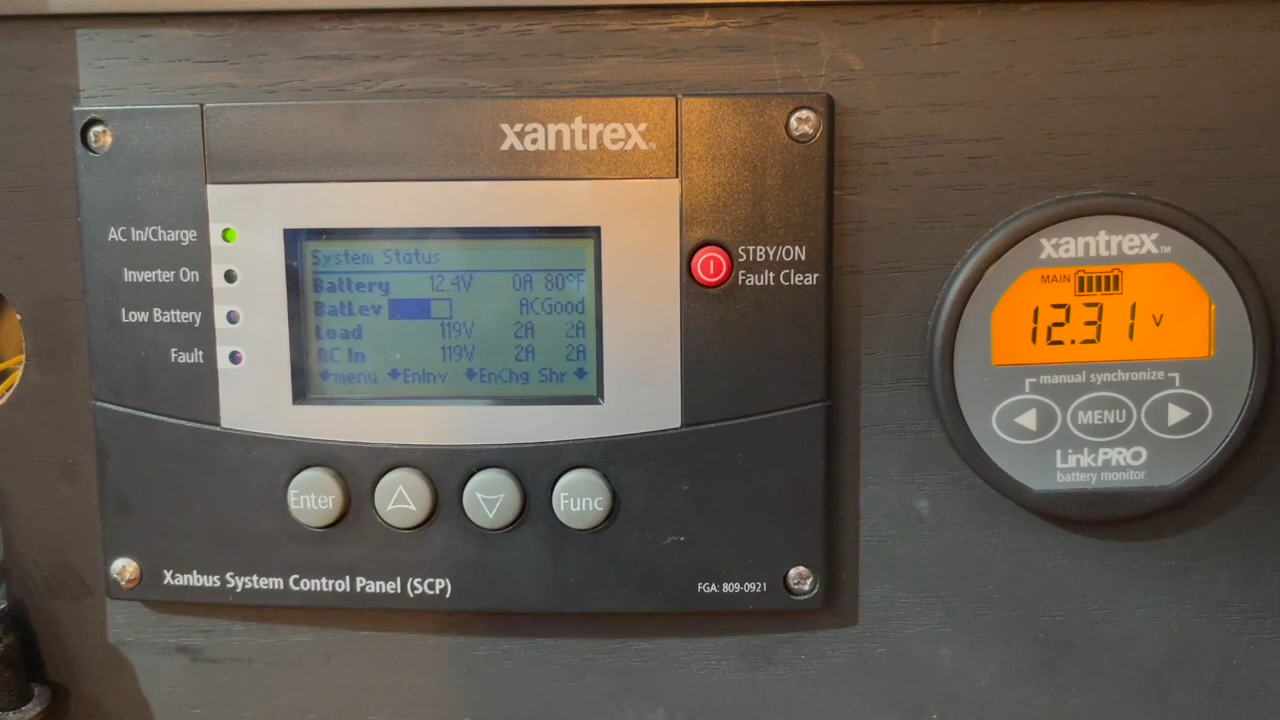 xantrex™
AC In/Charge
Inverter On
Low Battery
Fault
System Status
Battery 12.4V 0A 80°F
BatLev ACGood
Load 119V 2A 2A
AC In 119V 2A 2A
menu EnInv EnChg Shr
STBY/ON
Fault Clear
Enter
Func
Xanbus System Control Panel (SCP)
FGA: 809-0921
xantrex™
MAIN
12.31 V
manual synchronize
MENU
LinkPRO
battery monitor